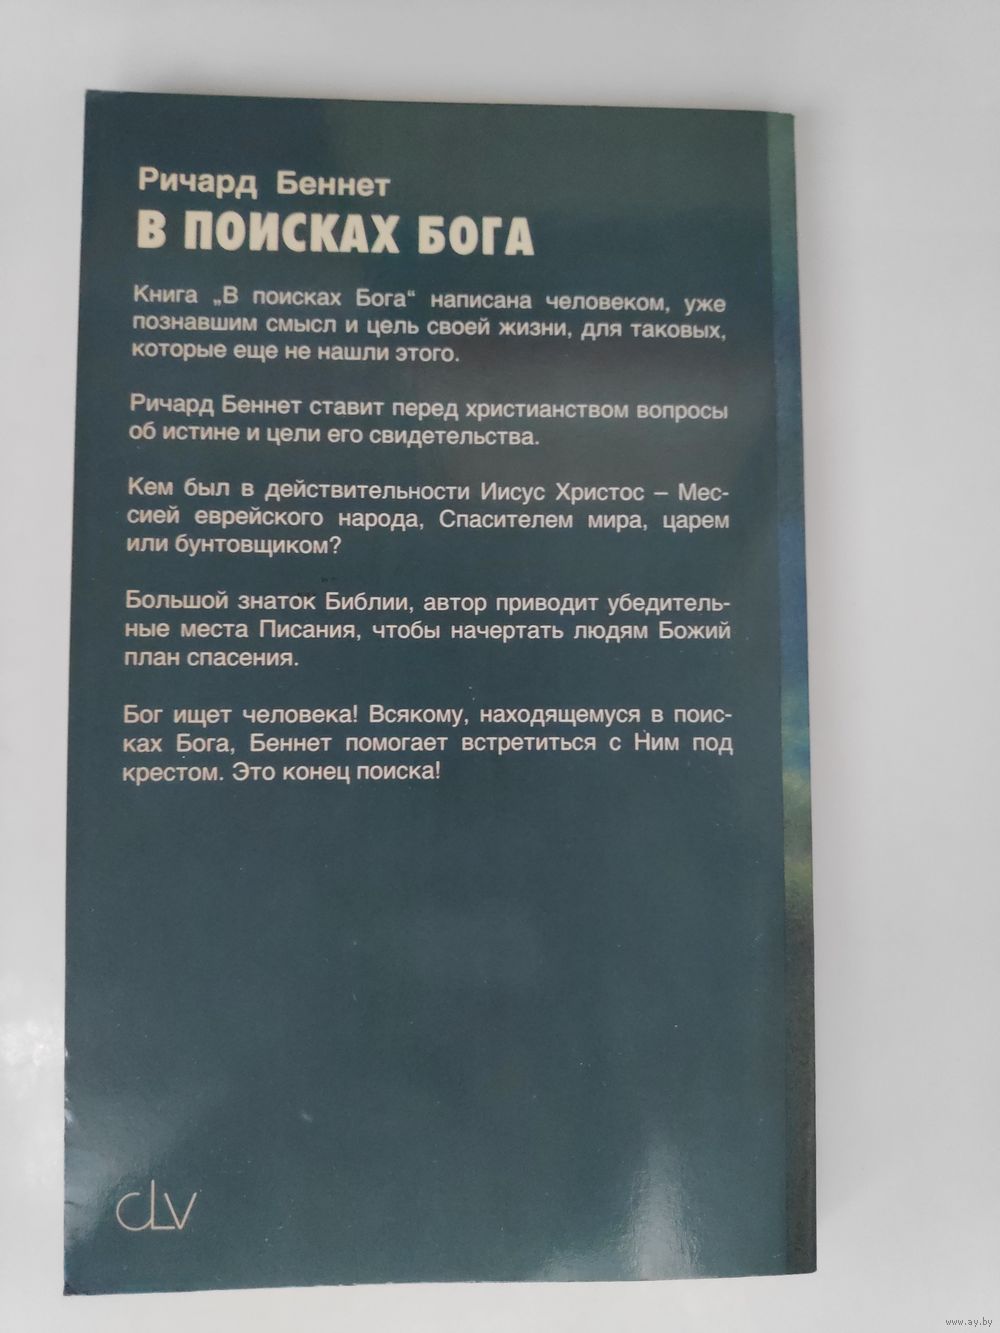 Ричард Беннет
В ПОИСКАХ БОГА
Книга „В поисках Бога“ написана человеком, уже
познавшим смысл и цель своей жизни, для таковых,
которые еще не нашли этого.
Ричард Беннет ставит перед христианством вопросы
об истине и цели его свидетельства.
Кем был в действительности Иисус Христос – Мес-
сией еврейского народа, Спасителем мира, царем
или бунтовщиком?
Большой знаток Библии, автор приводит убедитель-
ные места Писания, чтобы начертать людям Божий
план спасения.
Бог ищет человека! Всякому, находящемуся в поис-
ках Бога, Беннет помогает встретиться с Ним под
крестом. Это конец поиска!
CLV
www.ay.by